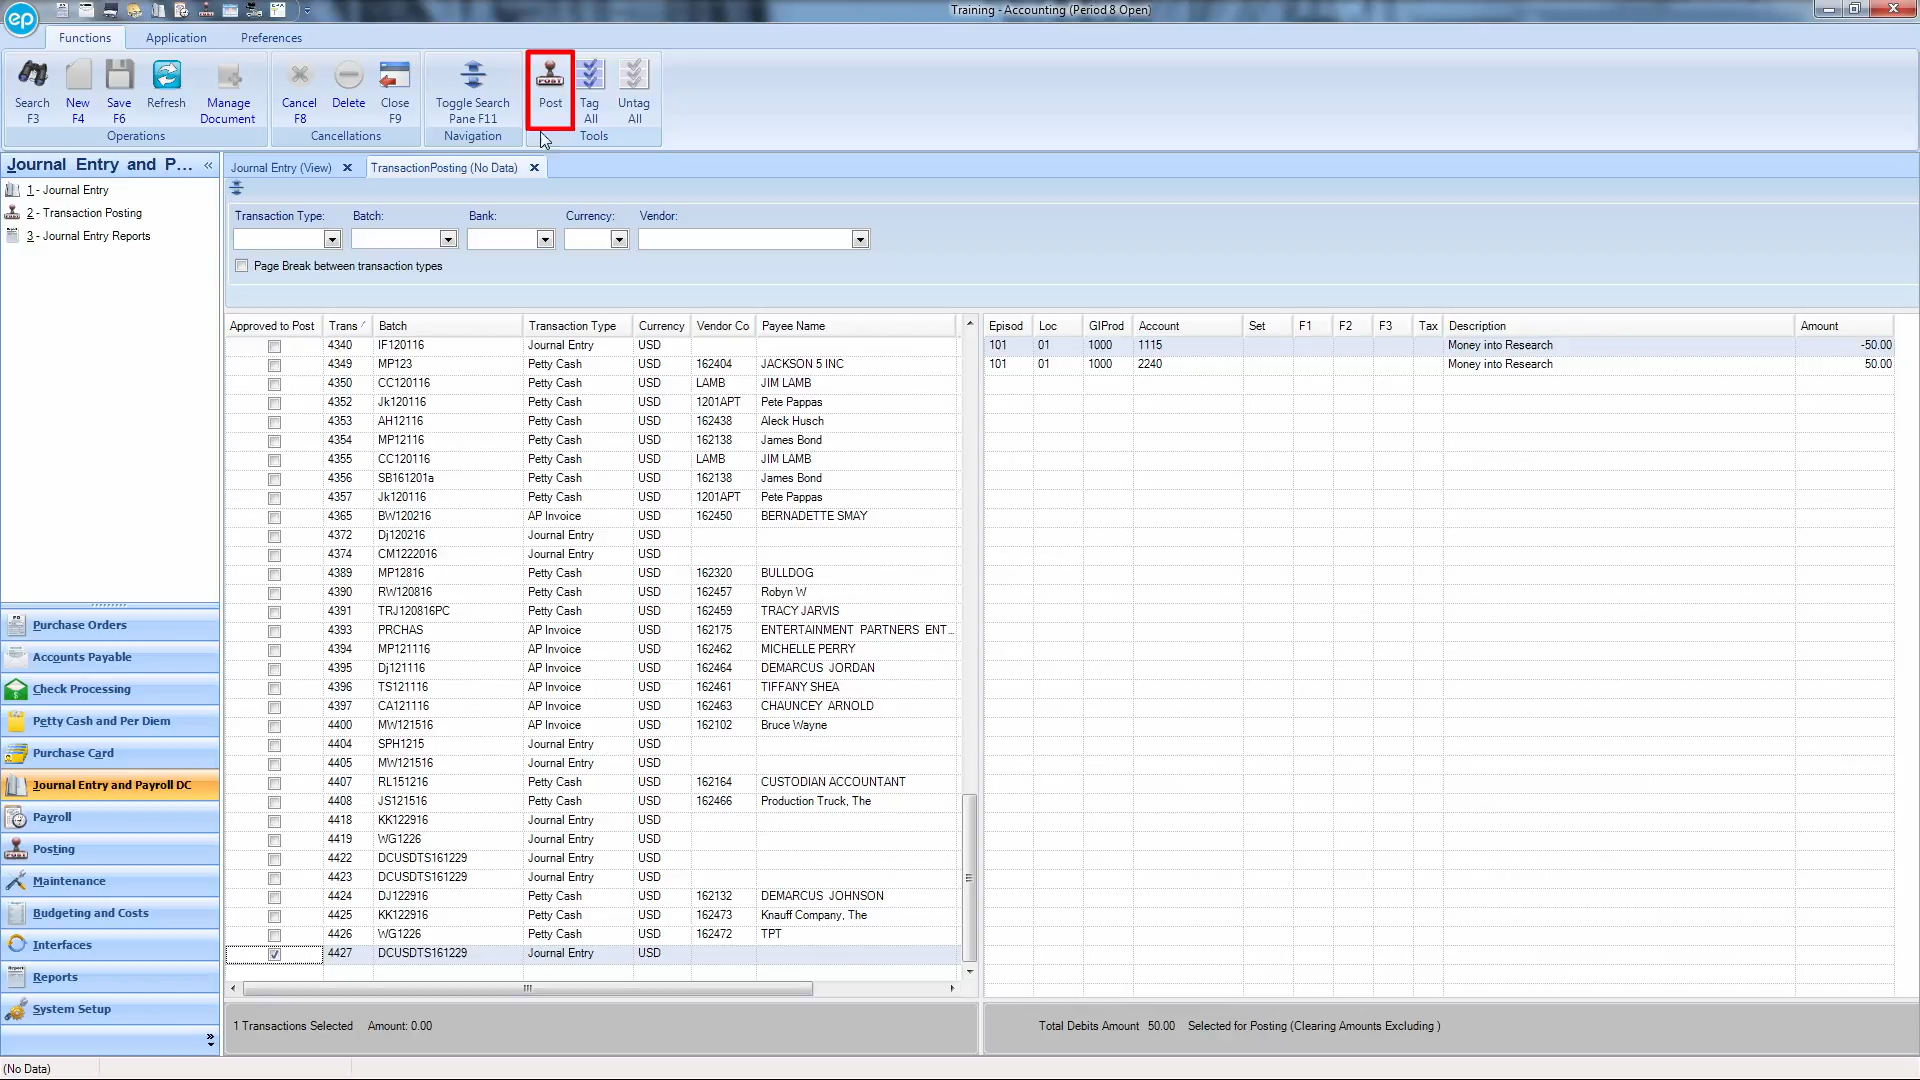 ep
Training - Accounting (Period 8 Open)
Functions Application Preferences
Search F3
New F4
Save F6
Refresh
Manage Document
Operations
Cancel F8
Delete
Close F9
Cancellations
Toggle Search Pane F11
Navigation
POST
Post
Tag All
Untag All
Tools
Journal Entry and P... «
1 - Journal Entry
2 - Transaction Posting
3 - Journal Entry Reports
Purchase Orders
Accounts Payable
Check Processing
Petty Cash and Per Diem
Purchase Card
Journal Entry and Payroll DC
Payroll
Posting
Maintenance
Budgeting and Costs
Interfaces
Reports
System Setup
Journal Entry (View) TransactionPosting (No Data)
Transaction Type: Batch: Bank: Currency: Vendor:
Page Break between transaction types
Approved to Post Trans Batch Transaction Type Currency Vendor Co Payee Name
4340 IF120116 Journal Entry USD
4349 MP123 Petty Cash USD 162404 JACKSON 5 INC
4350 CC120116 Petty Cash USD LAMB JIM LAMB
4352 Jk120116 Petty Cash USD 1201APT Pete Pappas
4353 AH12116 Petty Cash USD 162438 Aleck Husch
4354 MP12116 Petty Cash USD 162138 James Bond
4355 CC120116 Petty Cash USD LAMB JIM LAMB
4356 SB161201a Petty Cash USD 162138 James Bond
4357 Jk120116 Petty Cash USD 1201APT Pete Pappas
4365 BW120216 AP Invoice USD 162450 BERNADETTE SMAY
4372 Dj120216 Journal Entry USD
4374 CM1222016 Journal Entry USD
4389 MP12816 Petty Cash USD 162320 BULLDOG
4390 RW120816 Petty Cash USD 162457 Robyn W
4391 TRJ120816PC Petty Cash USD 162459 TRACY JARVIS
4393 PRCHAS AP Invoice USD 162175 ENTERTAINMENT PARTNERS ENT...
4394 MP121116 AP Invoice USD 162462 MICHELLE PERRY
4395 Dj121116 AP Invoice USD 162464 DEMARCUS JORDAN
4396 TS121116 AP Invoice USD 162461 TIFFANY SHEA
4397 CA121116 AP Invoice USD 162463 CHAUNCEY ARNOLD
4400 MW121516 AP Invoice USD 162102 Bruce Wayne
4404 SPH1215 Journal Entry USD
4405 MW121516 Journal Entry USD
4407 RL151216 Petty Cash USD 162164 CUSTODIAN ACCOUNTANT
4408 JS121516 Petty Cash USD 162466 Production Truck, The
4418 KK122916 Journal Entry USD
4419 WG1226 Journal Entry USD
4422 DCUSDTS161229 Journal Entry USD
4423 DCUSDTS161229 Journal Entry USD
4424 DJ122916 Petty Cash USD 162132 DEMARCUS JOHNSON
4425 KK122916 Petty Cash USD 162473 Knauff Company, The
4426 WG1226 Petty Cash USD 162472 TPT
4427 DCUSDTS161229 Journal Entry USD
1 Transactions Selected Amount: 0.00
Episod Loc GlProd Account Set F1 F2 F3 Tax Description Amount
101 01 1000 1115 Money into Research -50.00
101 01 1000 2240 Money into Research 50.00
Total Debits Amount 50.00 Selected for Posting (Clearing Amounts Excluding )
(No Data)